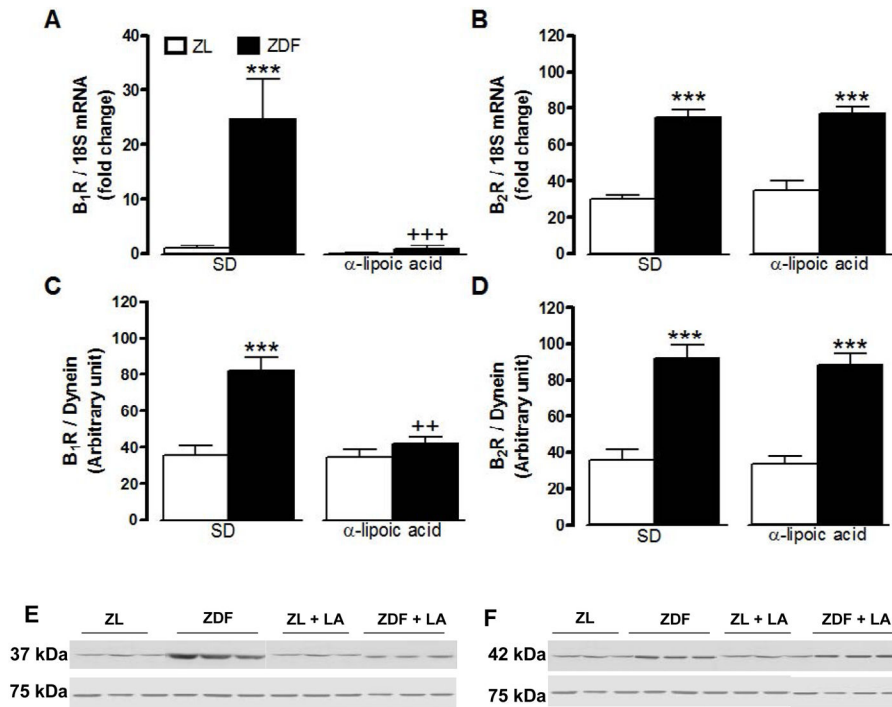 A
B₁R / 18S mRNA
(fold change)
40
30
20
10
0
ZL
ZDF
***
+++
SD
α-lipoic acid
B
B₂R / 18S mRNA
(fold change)
120
100
80
60
40
20
0
***
***
SD
α-lipoic acid
C
B₁R / Dynein
(Arbitrary unit)
120
100
80
60
40
20
0
***
++
SD
α-lipoic acid
D
B₂R / Dynein
(Arbitrary unit)
120
100
80
60
40
20
0
***
***
SD
α-lipoic acid
E
ZL ZDF ZL + LA ZDF + LA
37 kDa
75 kDa
F
ZL ZDF ZL + LA ZDF + LA
42 kDa
75 kDa